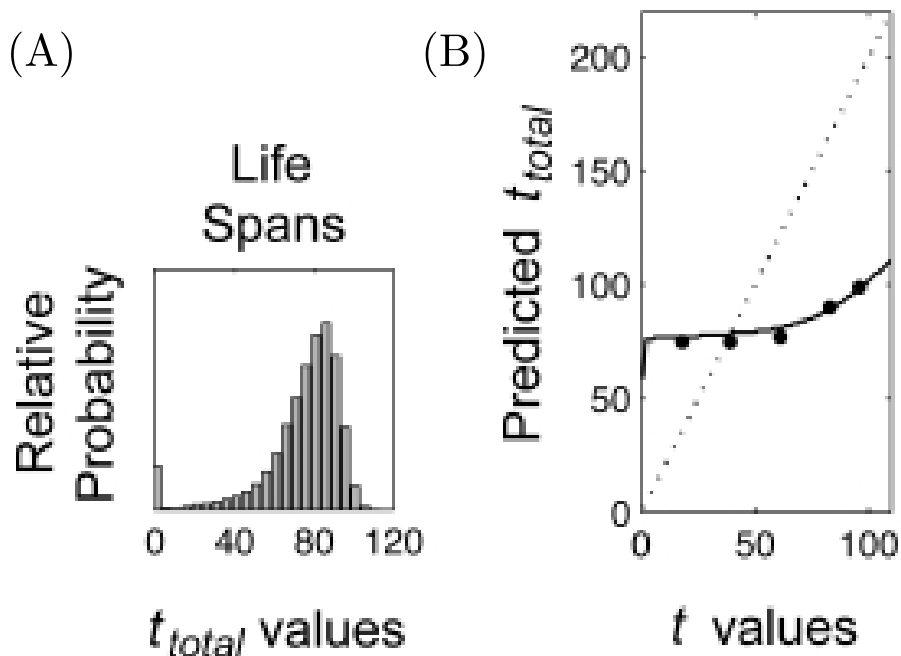 (A)
Life
Spans
Relative
Probability
0 40 80 120
t_total values
(B)
Predicted t_total
200
150
100
50
0
0 50 100
t values